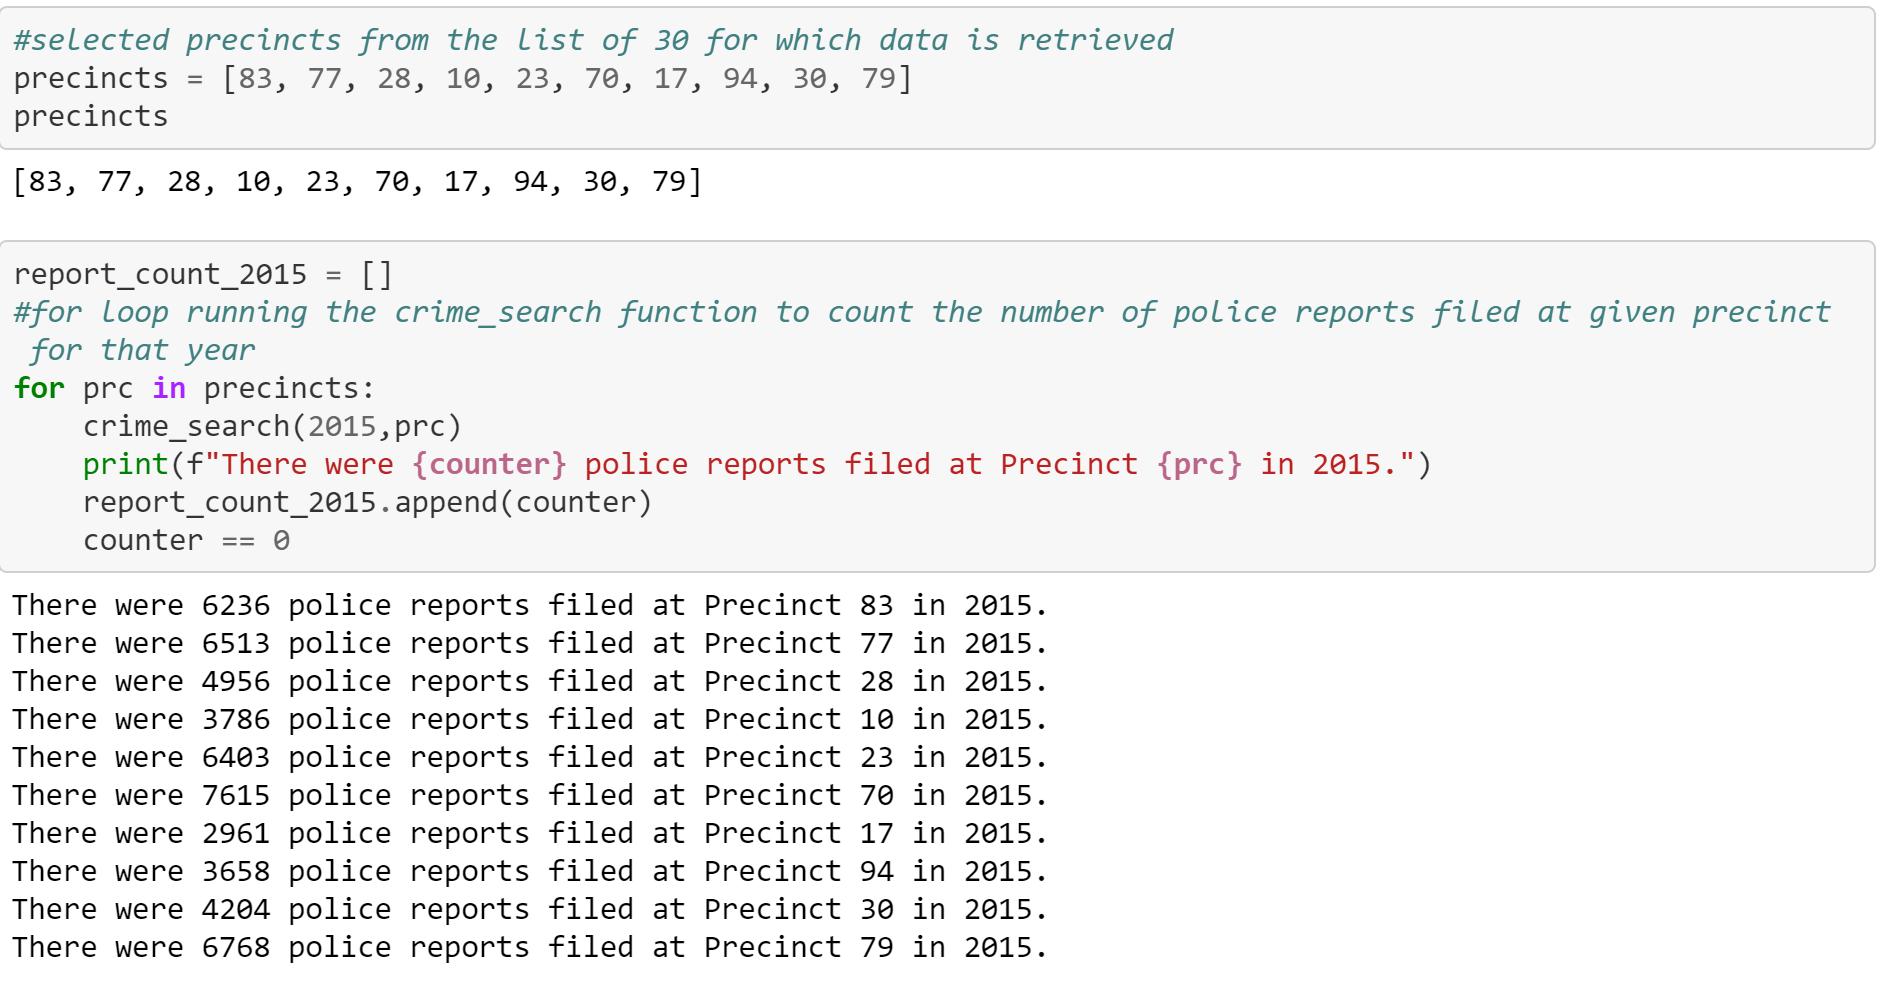 #selected precincts from the list of 30 for which data is retrieved
precincts = [83, 77, 28, 10, 23, 70, 17, 94, 30, 79]
precincts
[83, 77, 28, 10, 23, 70, 17, 94, 30, 79]
report_count_2015 = []
#for loop running the crime_search function to count the number of police reports filed at given precinct
 for that year
for prc in precincts:
    crime_search(2015,prc)
    print(f"There were {counter} police reports filed at Precinct {prc} in 2015.")
    report_count_2015.append(counter)
    counter == 0
There were 6236 police reports filed at Precinct 83 in 2015.
There were 6513 police reports filed at Precinct 77 in 2015.
There were 4956 police reports filed at Precinct 28 in 2015.
There were 3786 police reports filed at Precinct 10 in 2015.
There were 6403 police reports filed at Precinct 23 in 2015.
There were 7615 police reports filed at Precinct 70 in 2015.
There were 2961 police reports filed at Precinct 17 in 2015.
There were 3658 police reports filed at Precinct 94 in 2015.
There were 4204 police reports filed at Precinct 30 in 2015.
There were 6768 police reports filed at Precinct 79 in 2015.